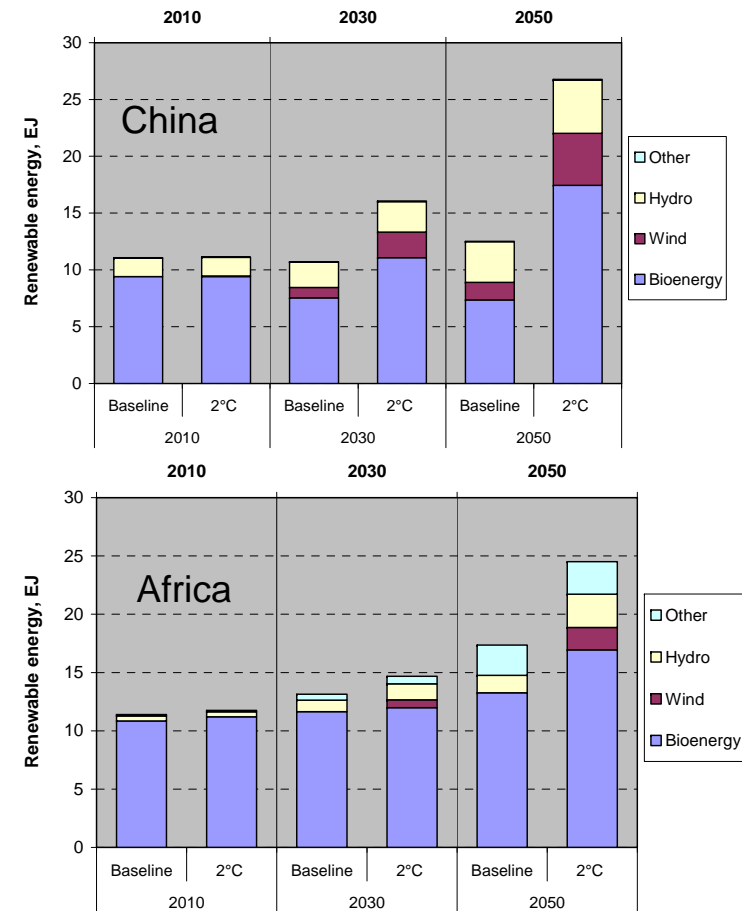 2010 2030 2050
30
25
20
15
10
5
0
Renewable energy, EJ
China
Other
Hydro
Wind
Bioenergy
Baseline 2°C Baseline 2°C Baseline 2°C
2010 2030 2050
2010 2030 2050
30
25
20
15
10
5
0
Renewable energy, EJ
Africa
Other
Hydro
Wind
Bioenergy
Baseline 2°C Baseline 2°C Baseline 2°C
2010 2030 2050